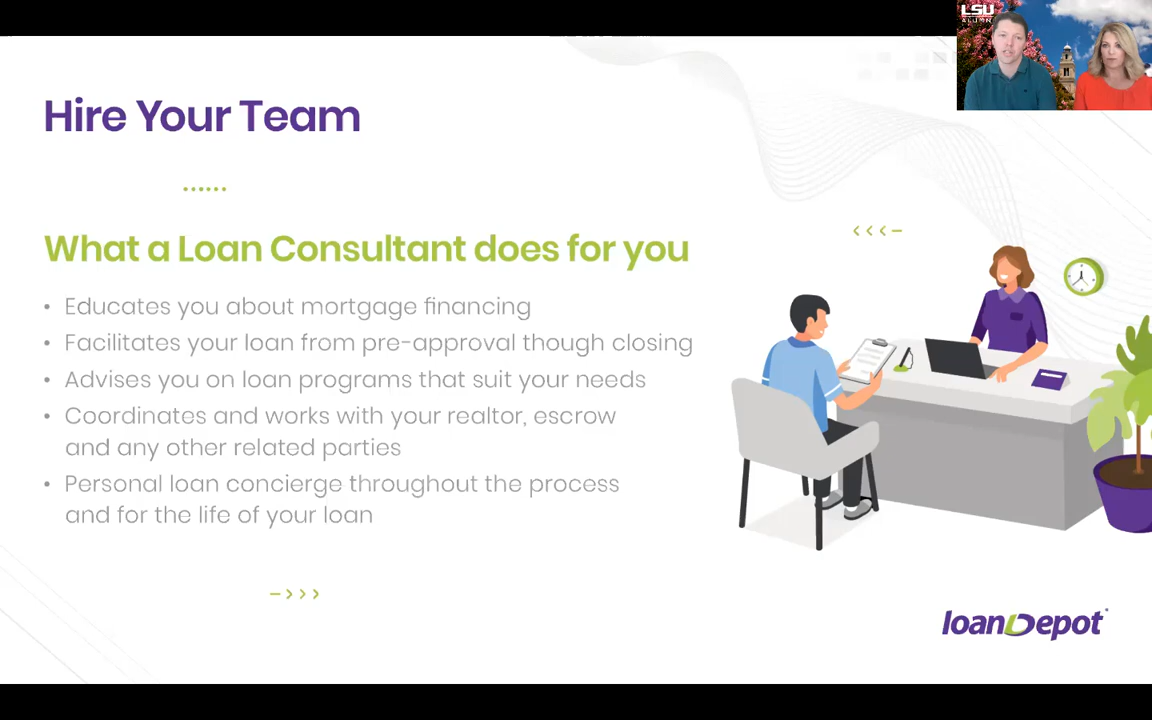 LSU
ALUMNI
Hire Your Team
What a Loan Consultant does for you
• Educates you about mortgage financing
• Facilitates your loan from pre-approval though closing
• Advises you on loan programs that suit your needs
• Coordinates and works with your realtor, escrow
and any other related parties
• Personal loan concierge throughout the process
and for the life of your loan
loanDepot